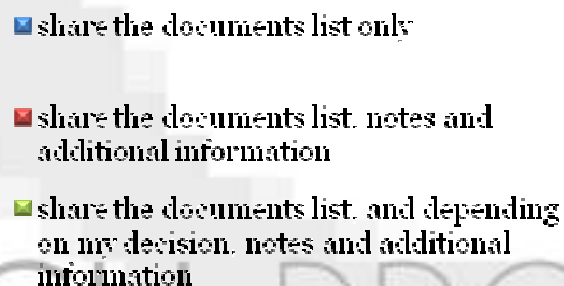 share the documents list only
share the documents list, notes and
additional information
share the documents list, and depending
on my decision, notes and additional
information